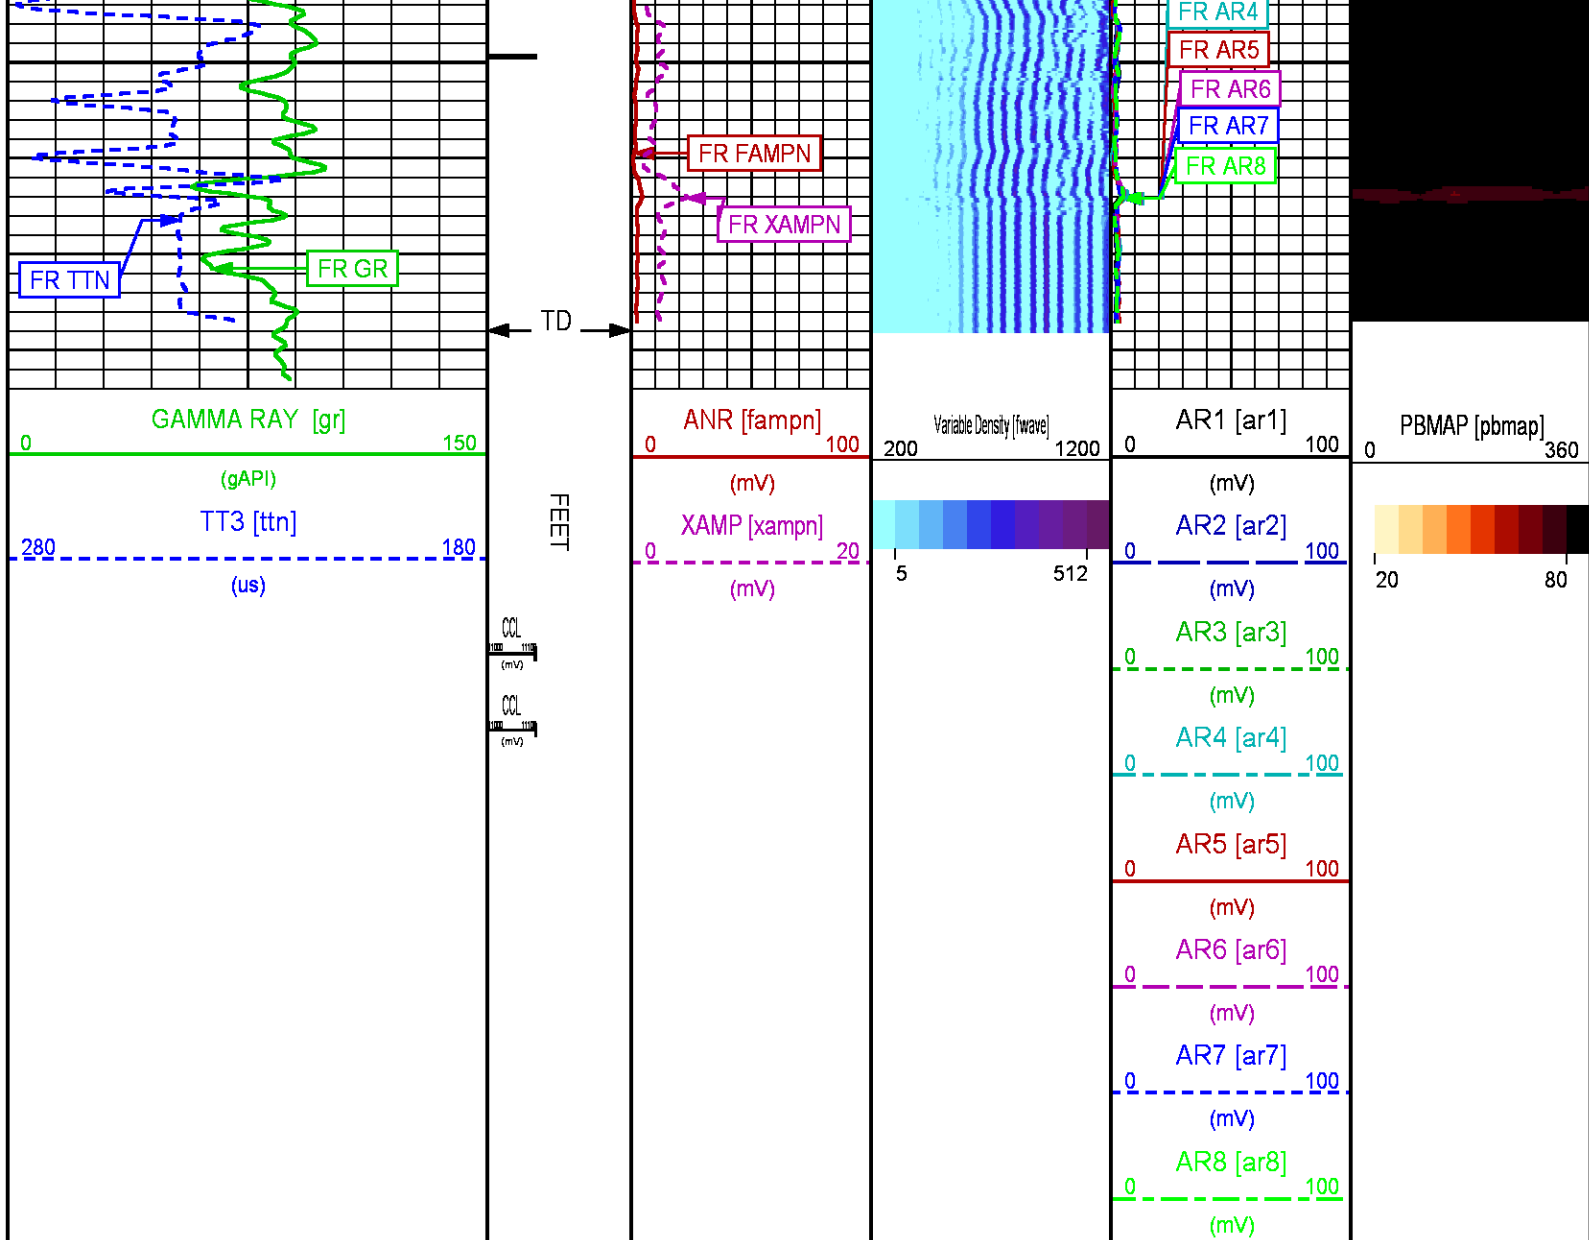 FR AR4
FR AR5
FR AR6
FR AR7
FR AR8
FR FAMPN
FR XAMPN
FR TTN
FR GR
TD
GAMMA RAY [gr]
0 150
(gAPI)
TT3 [ttn]
280 180
(us)
FEET
CCL
(mV)
CCL
(mV)
ANR [fampn]
0 100
(mV)
XAMP [xampn]
0 20
(mV)
Variable Density [fwave]
200 1200
5 512
AR1 [ar1]
0 100
(mV)
AR2 [ar2]
0 100
(mV)
AR3 [ar3]
0 100
(mV)
AR4 [ar4]
0 100
(mV)
AR5 [ar5]
0 100
(mV)
AR6 [ar6]
0 100
(mV)
AR7 [ar7]
0 100
(mV)
AR8 [ar8]
0 100
(mV)
PBMAP [pbmap]
0 360
20 80